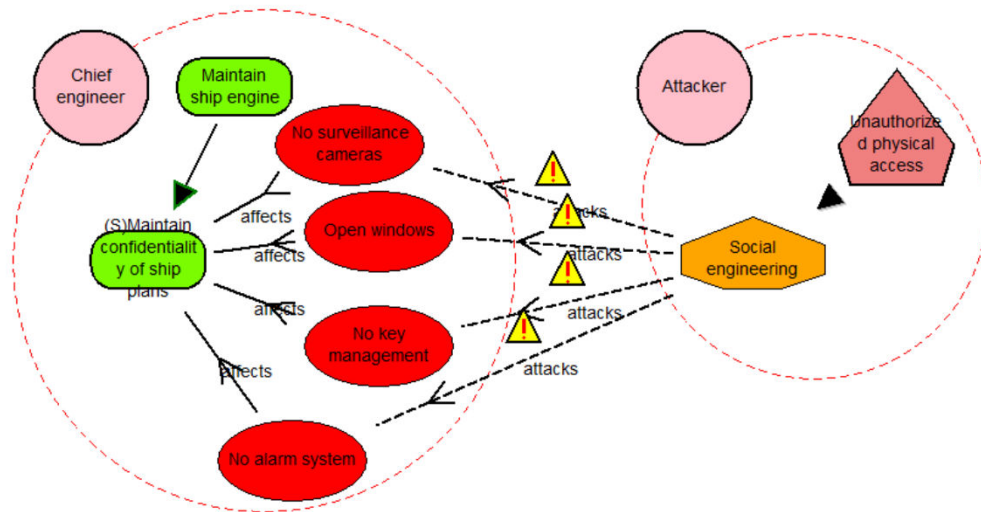 Chief
engineer
Maintain
ship engine
No surveillance
cameras
affects
(S)Maintain
confidentialit
y of ship
plans
Open windows
affects
No key
management
affects
No alarm system
affects
attacks
attacks
attacks
attacks
!
!
!
!
Attacker
Unauthorize
d physical
access
Social
engineering